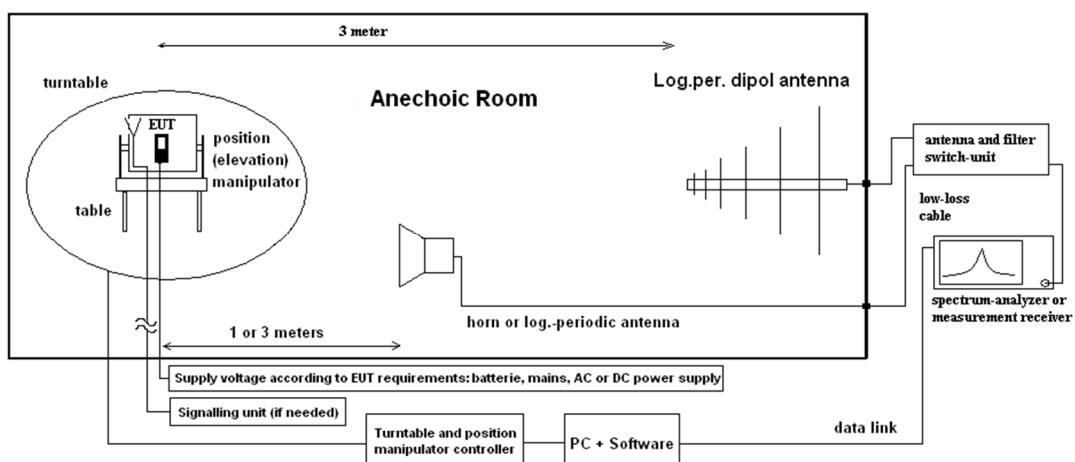 3 meter
turntable
Log.per. dipol antenna
Anechoic Room
EUT
position
(elevation)
manipulator
table
antenna and filter
switch-unit
low-loss
cable
spectrum-analyzer or
measurement receiver
horn or log.-periodic antenna
1 or 3 meters
Supply voltage according to EUT requirements: batterie, mains, AC or DC power supply
Signalling unit (if needed)
Turntable and position
manipulator controller
PC + Software
data link